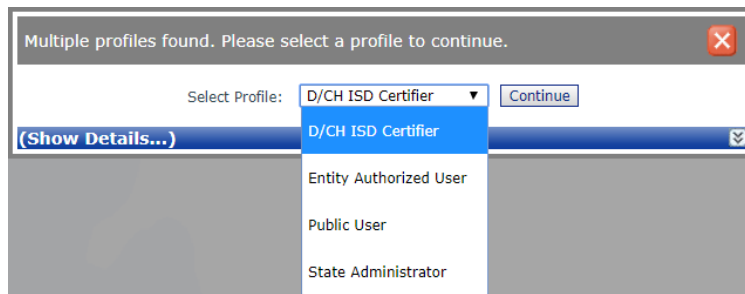 Multiple profiles found. Please select a profile to continue.
Select Profile: D/CH ISD Certifier Continue
(Show Details...)
D/CH ISD Certifier
Entity Authorized User
Public User
State Administrator